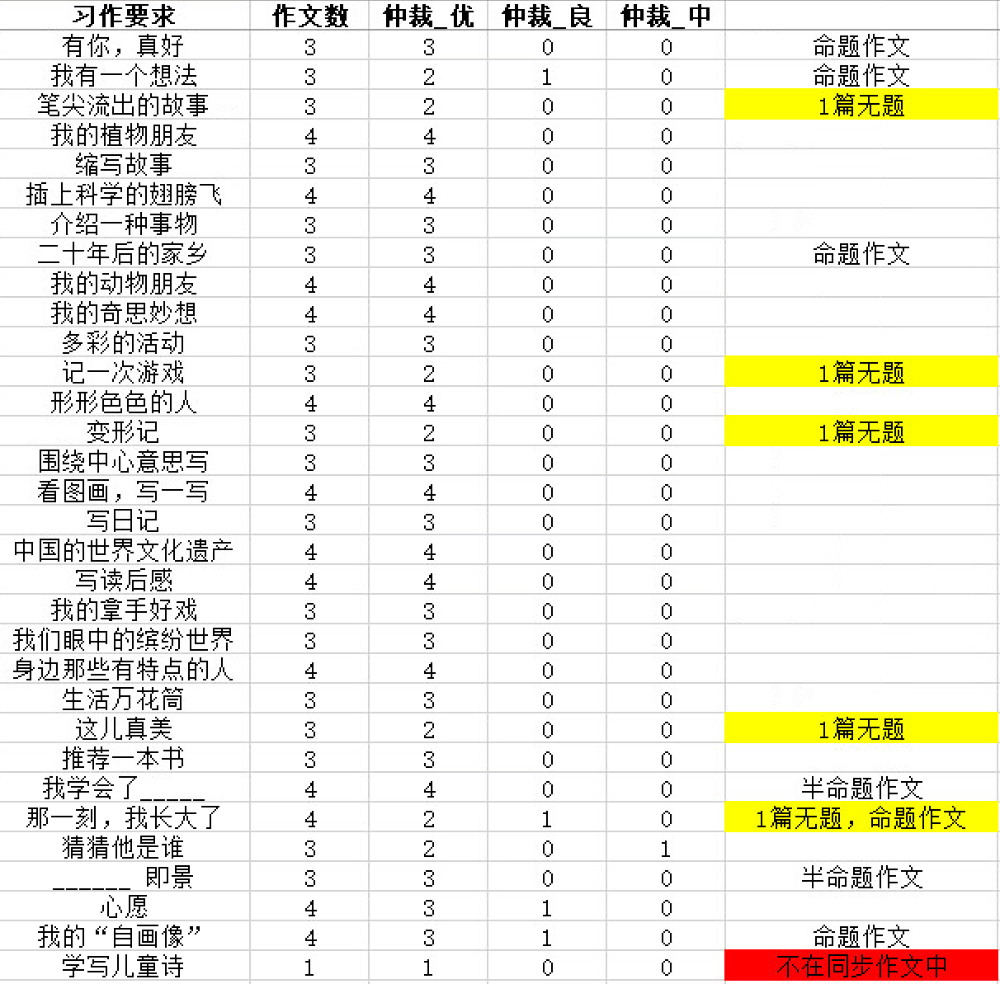 习作要求 作文数 仲裁_优 仲裁_良 仲裁_中
有你，真好 3 3 0 0 命题作文
我有一个想法 3 2 1 0 命题作文
笔尖流出的故事 3 2 0 0 1篇无题
我的植物朋友 4 4 0 0
缩写故事 3 3 0 0
插上科学的翅膀飞 4 4 0 0
介绍一种事物 3 3 0 0
二十年后的家乡 3 3 0 0 命题作文
我的动物朋友 4 4 0 0
我的奇思妙想 4 4 0 0
多彩的活动 3 3 0 0
记一次游戏 3 2 0 0 1篇无题
形形色色的人 4 4 0 0
变形记 3 2 0 0 1篇无题
围绕中心意思写 3 3 0 0
看图画，写一写 4 4 0 0
写日记 3 3 0 0
中国的世界文化遗产 4 4 0 0
写读后感 4 4 0 0
我的拿手好戏 3 3 0 0
我们眼中的缤纷世界 3 3 0 0
身边那些有特点的人 4 4 0 0
生活万花筒 3 3 0 0
这儿真美 3 2 0 0 1篇无题
推荐一本书 3 3 0 0
我学会了_____ 4 4 0 0 半命题作文
那一刻，我长大了 4 2 1 0 1篇无题，命题作文
猜猜他是谁 3 2 0 1
______ 即景 3 3 0 0 半命题作文
心愿 4 3 1 0
我的“自画像” 4 3 1 0 命题作文
学写儿童诗 1 1 0 0 不在同步作文中